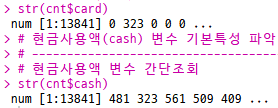 > str(cnt$card)
 num [1:13841] 0 323 0 0 0 ...
> # 현금사용액(cash) 변수 기본특성 파악
> # -----------------------------------
> # 현금사용액 변수 간단조회
> str(cnt$cash)
 num [1:13841] 481 323 561 509 409 ...